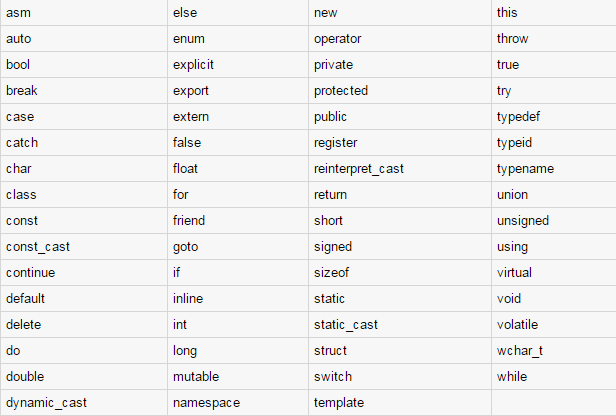 asm else new this
auto enum operator throw
bool explicit private true
break export protected try
case extern public typedef
catch false register typeid
char float reinterpret_cast typename
class for return union
const friend short unsigned
const_cast goto signed using
continue if sizeof virtual
default inline static void
delete int static_cast volatile
do long struct wchar_t
double mutable switch while
dynamic_cast namespace template